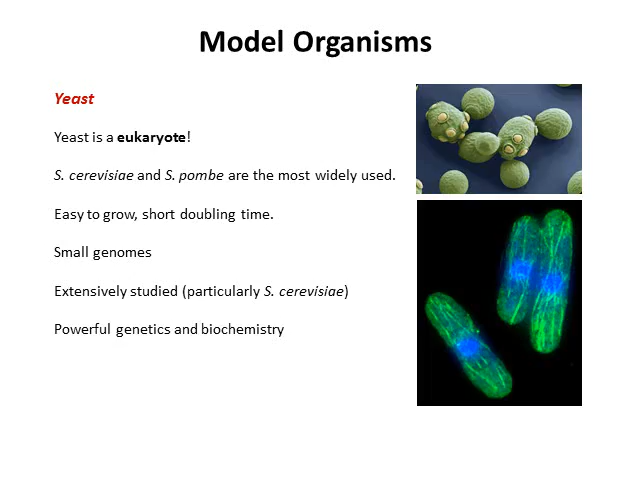 Model Organisms
Yeast
Yeast is a eukaryote!
S. cerevisiae and S. pombe are the most widely used.
Easy to grow, short doubling time.
Small genomes
Extensively studied (particularly S. cerevisiae)
Powerful genetics and biochemistry